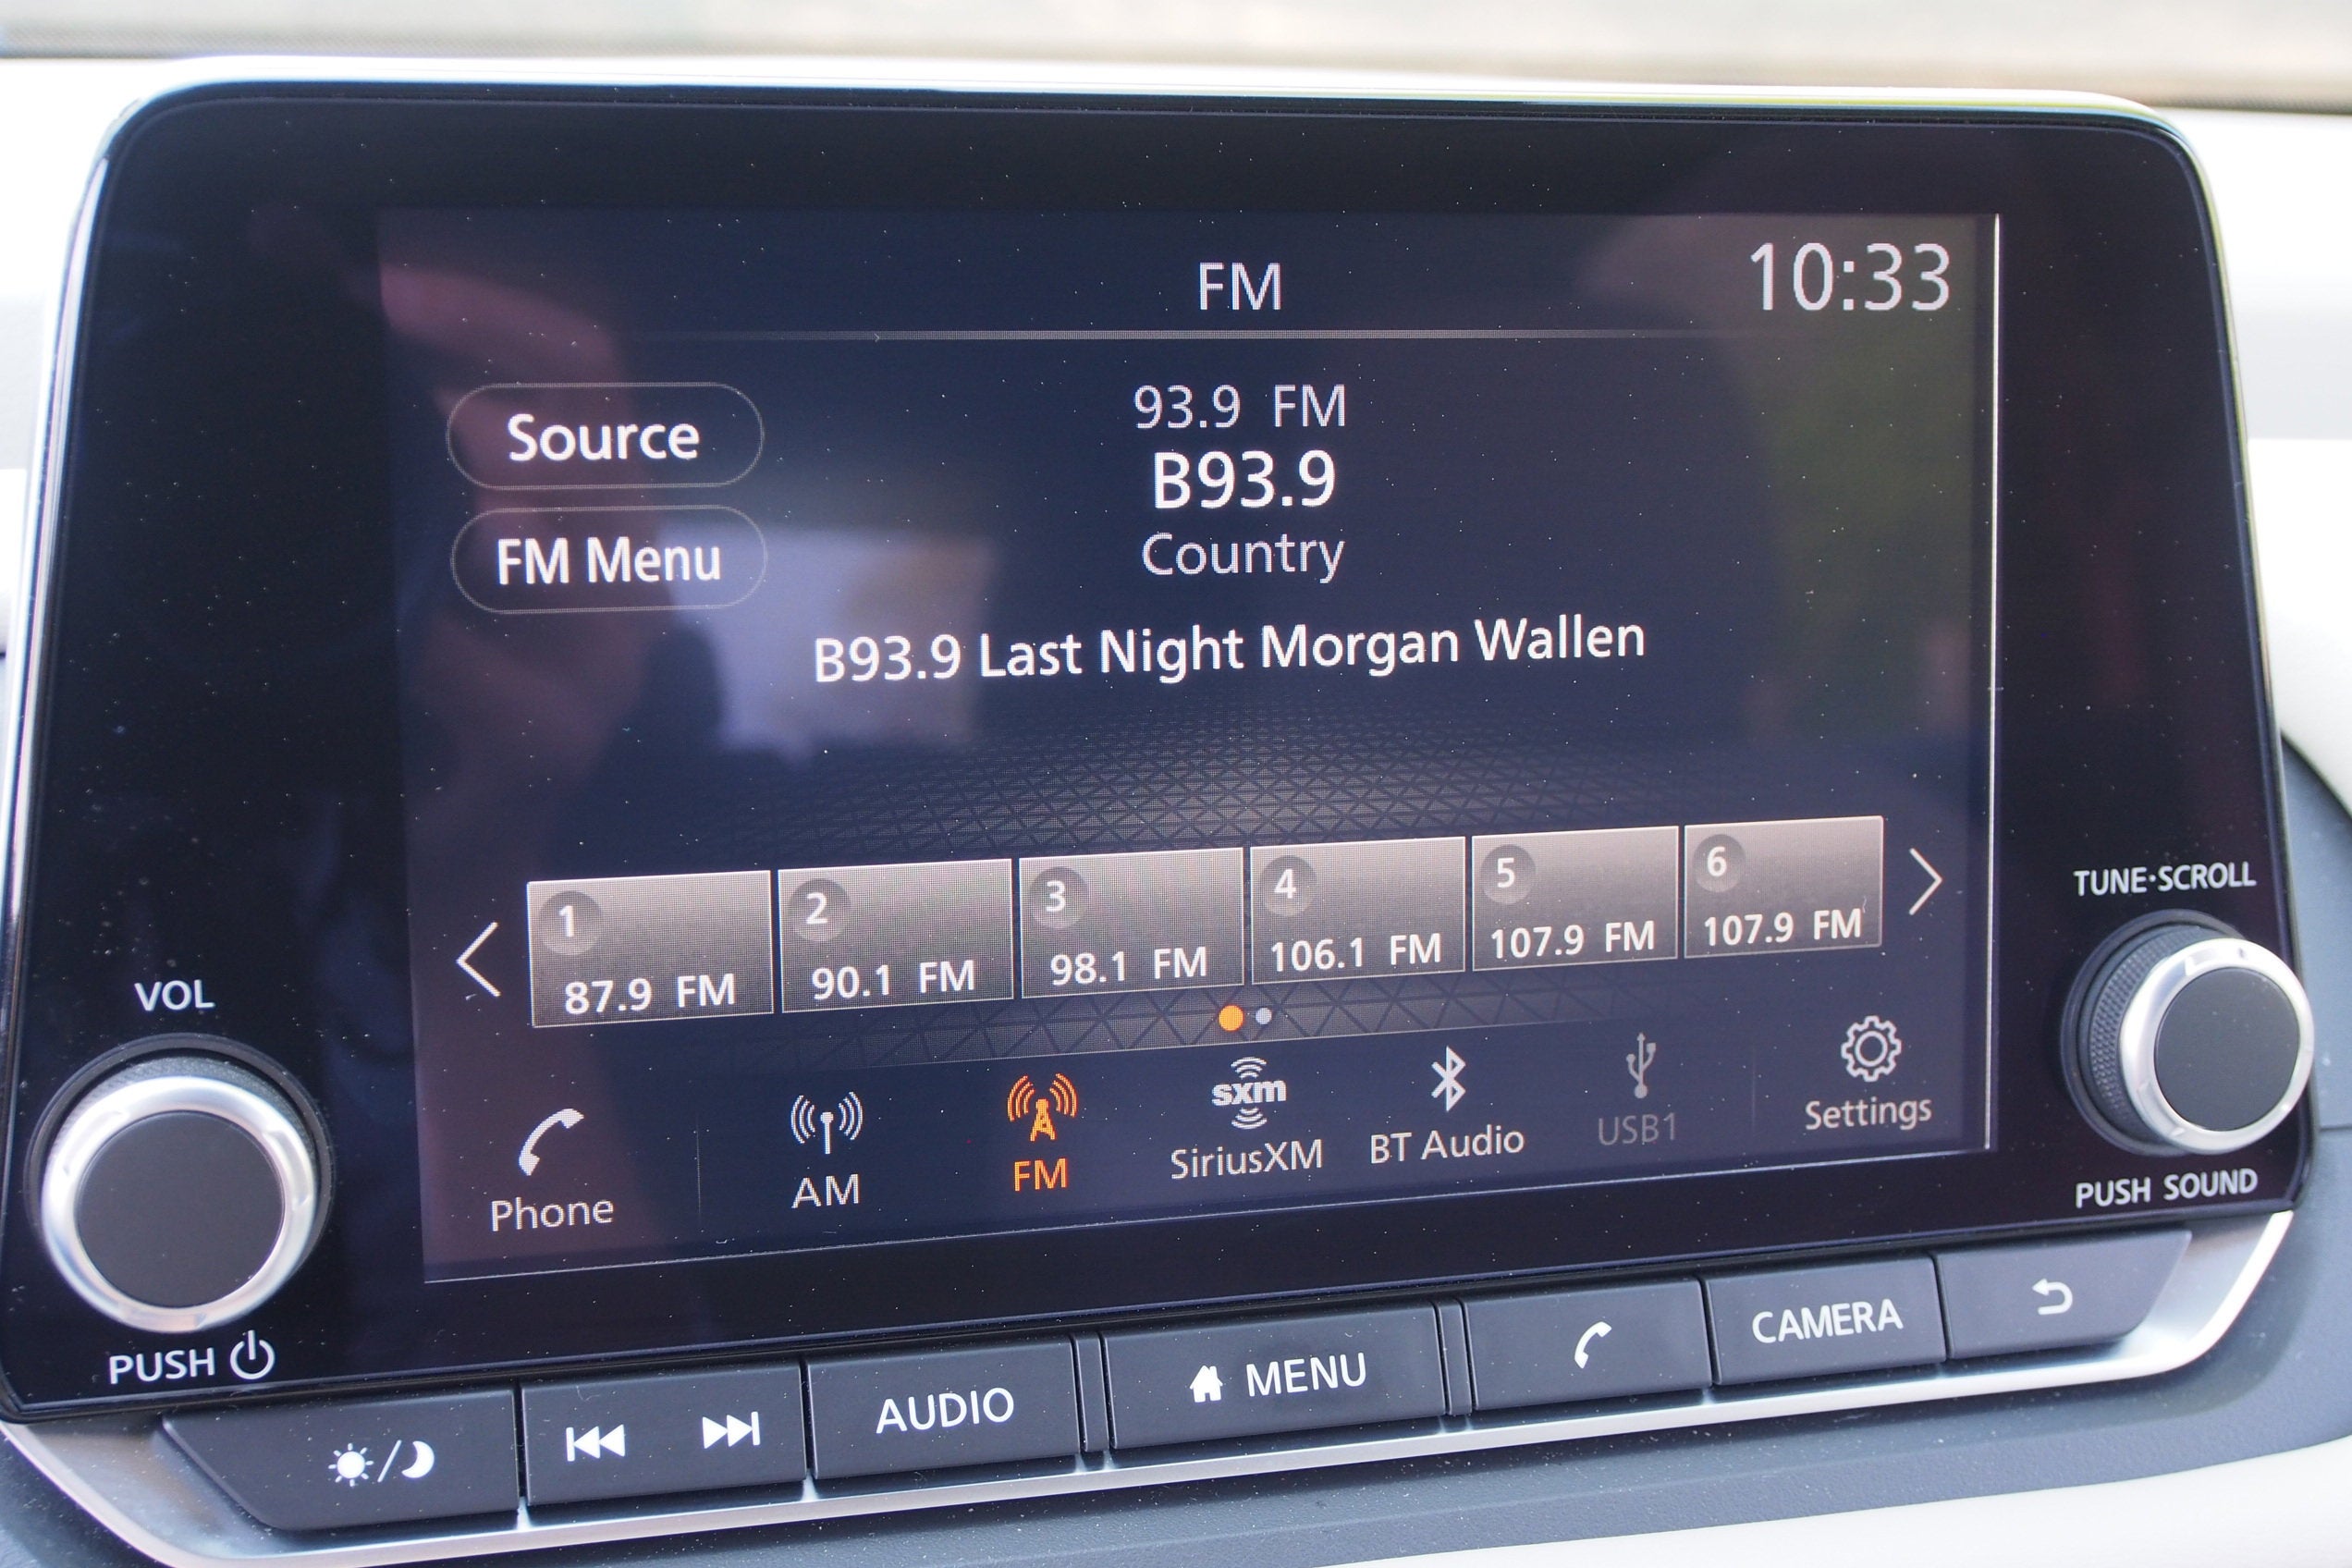 FM
10:33
Source
93.9 FM
B93.9
Country
FM Menu
B93.9 Last Night Morgan Wallen
1
87.9 FM
2
90.1 FM
3
98.1 FM
4
106.1 FM
5
107.9 FM
6
107.9 FM
Phone
AM
FM
sxm
SiriusXM
BT Audio
USB1
Settings
VOL
PUSH
TUNE·SCROLL
PUSH SOUND
AUDIO
MENU
CAMERA